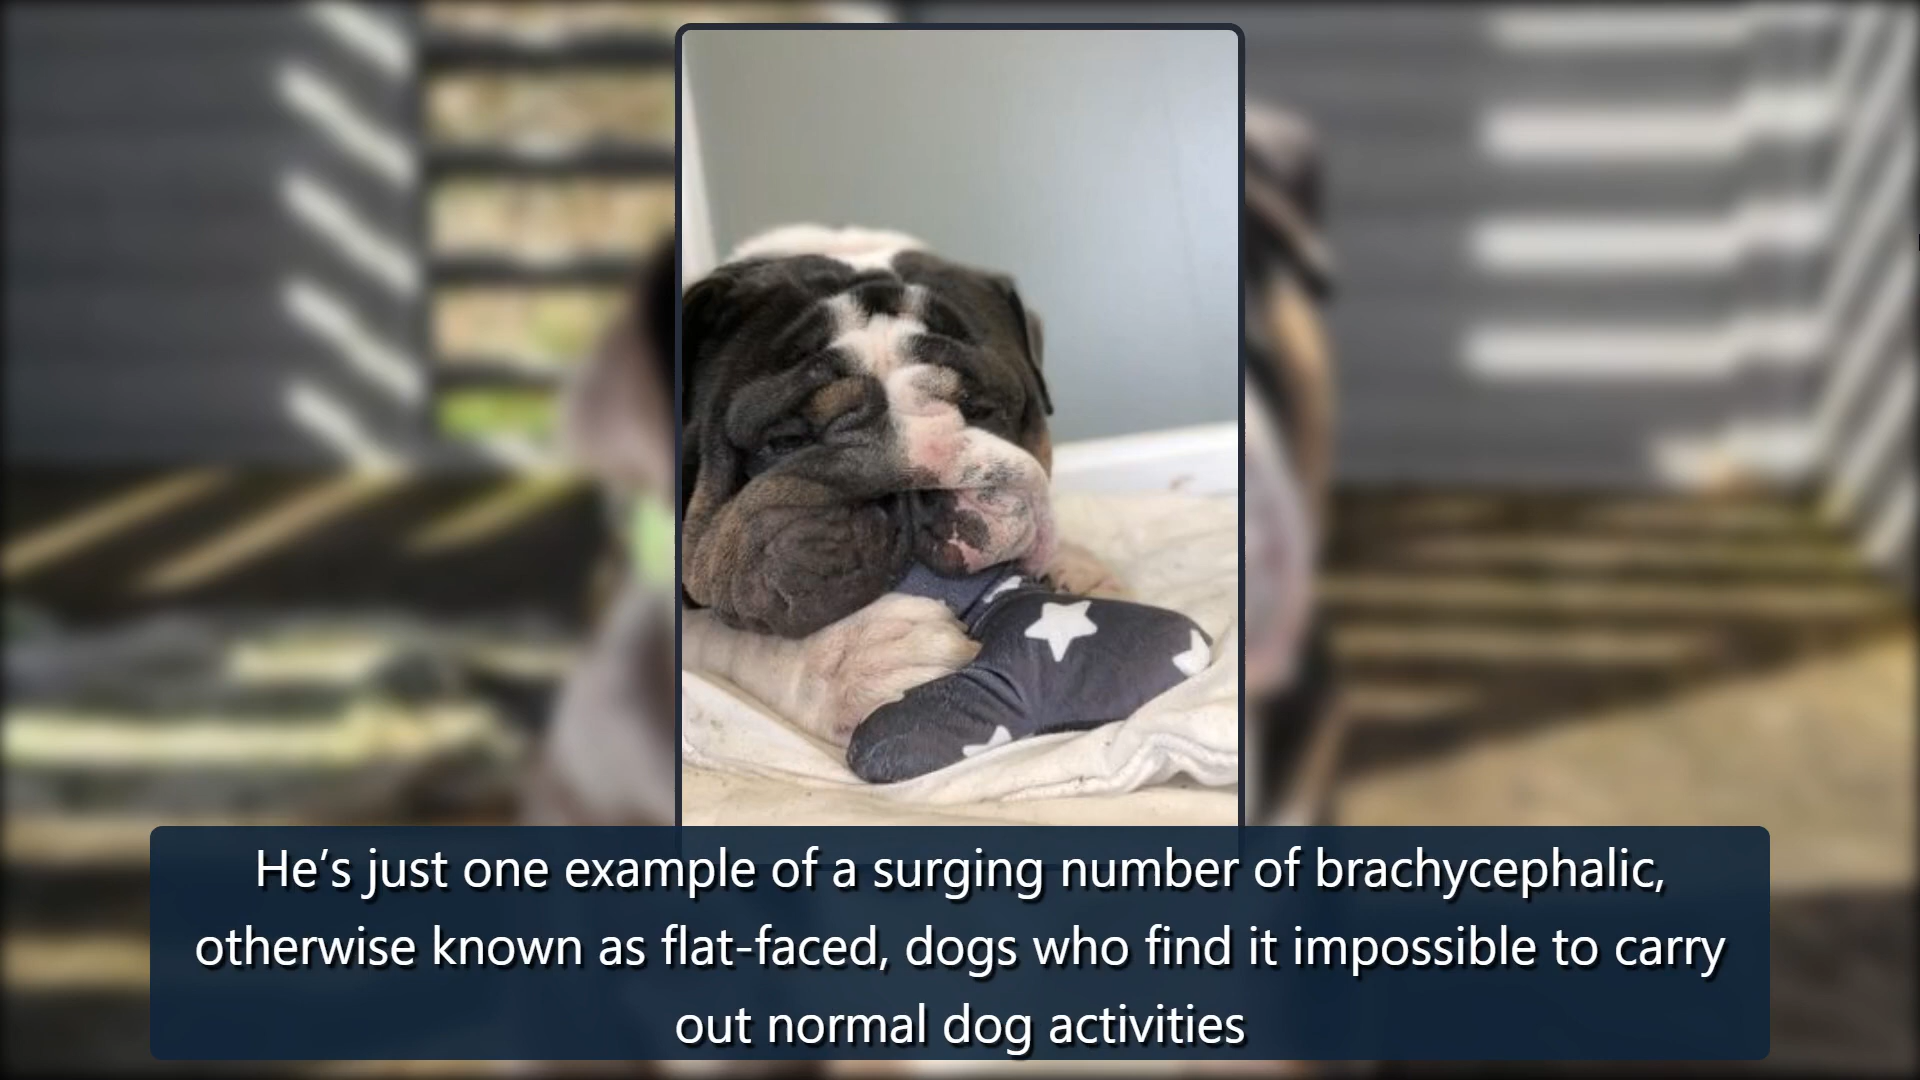 He’s just one example of a surging number of brachycephalic,
otherwise known as flat-faced, dogs who find it impossible to carry
out normal dog activities